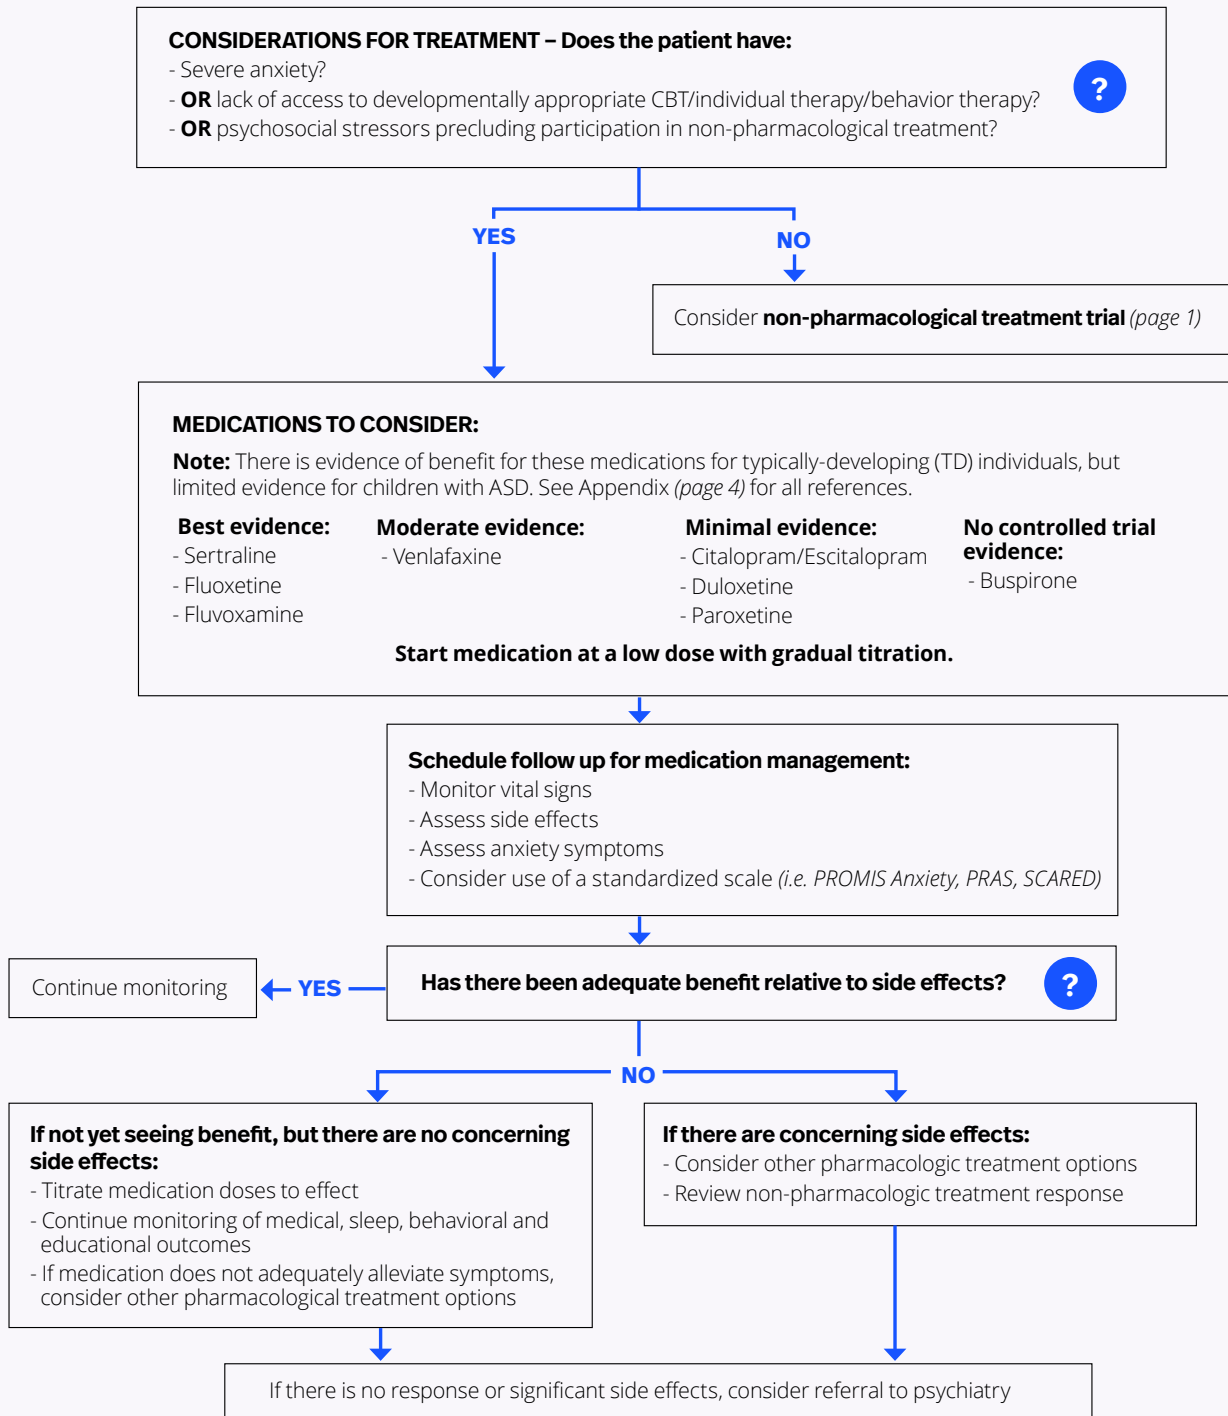 CONSIDERATIONS FOR TREATMENT – Does the patient have:
- Severe anxiety?
- OR lack of access to developmentally appropriate CBT/individual therapy/behavior therapy?
- OR psychosocial stressors precluding participation in non-pharmacological treatment?
?
YES
NO
Consider non-pharmacological treatment trial (page 1)
MEDICATIONS TO CONSIDER:
Note: There is evidence of benefit for these medications for typically-developing (TD) individuals, but
limited evidence for children with ASD. See Appendix (page 4) for all references.
Best evidence:
- Sertraline
- Fluoxetine
- Fluvoxamine
Moderate evidence:
- Venlafaxine
Minimal evidence:
- Citalopram/Escitalopram
- Duloxetine
- Paroxetine
No controlled trial
evidence:
- Buspirone
Start medication at a low dose with gradual titration.
Schedule follow up for medication management:
- Monitor vital signs
- Assess side effects
- Assess anxiety symptoms
- Consider use of a standardized scale (i.e. PROMIS Anxiety, PRAS, SCARED)
Has there been adequate benefit relative to side effects?
?
YES
Continue monitoring
NO
If not yet seeing benefit, but there are no concerning
side effects:
- Titrate medication doses to effect
- Continue monitoring of medical, sleep, behavioral and
educational outcomes
- If medication does not adequately alleviate symptoms,
consider other pharmacological treatment options
If there are concerning side effects:
- Consider other pharmacologic treatment options
- Review non-pharmacologic treatment response
If there is no response or significant side effects, consider referral to psychiatry